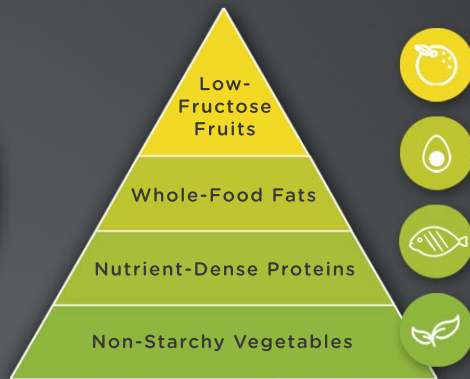 Low-
Fructose
Fruits
Whole-Food Fats
Nutrient-Dense Proteins
Non-Starchy Vegetables